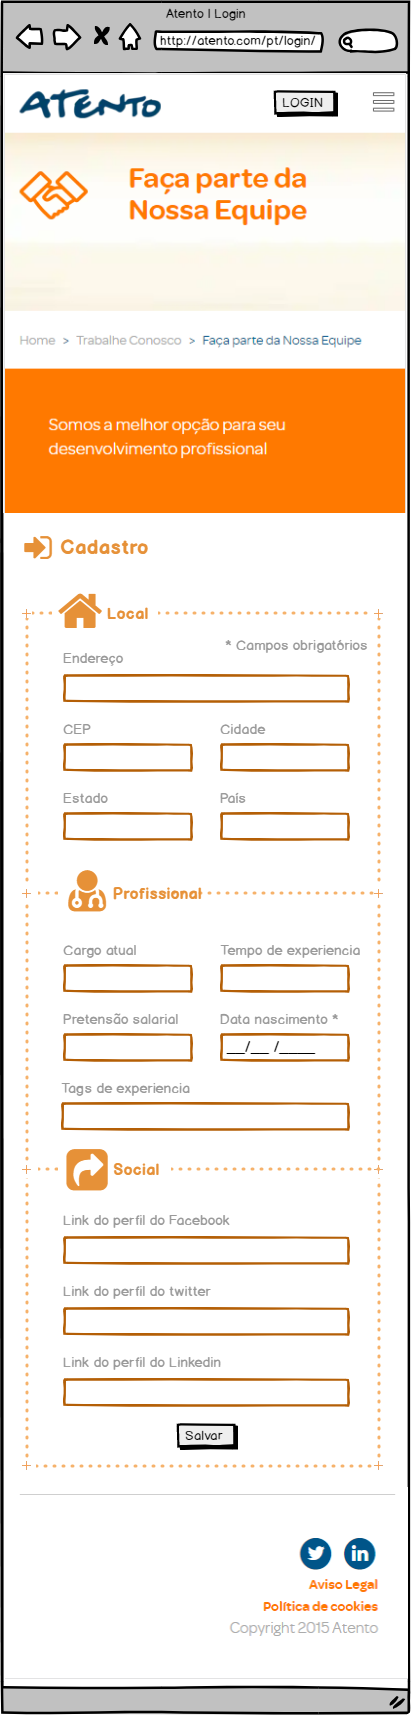 Atento | Login
http://atento.com/pt/login/
ATENTO
LOGIN
Faça parte da
Nossa Equipe
Home > Trabalhe Conosco > Faça parte da Nossa Equipe
Somos a melhor opção para seu
desenvolvimento profissional
Cadastro
Local
* Campos obrigatórios
Endereço
CEP Cidade
Estado País
Profissional
Cargo atual Tempo de experiencia
Pretensão salarial Data nascimento *
__/__ /____
Tags de experiencia
Social
Link do perfil do Facebook
Link do perfil do twitter
Link do perfil do Linkedin
Salvar
in
Aviso Legal
Política de cookies
Copyright 2015 Atento